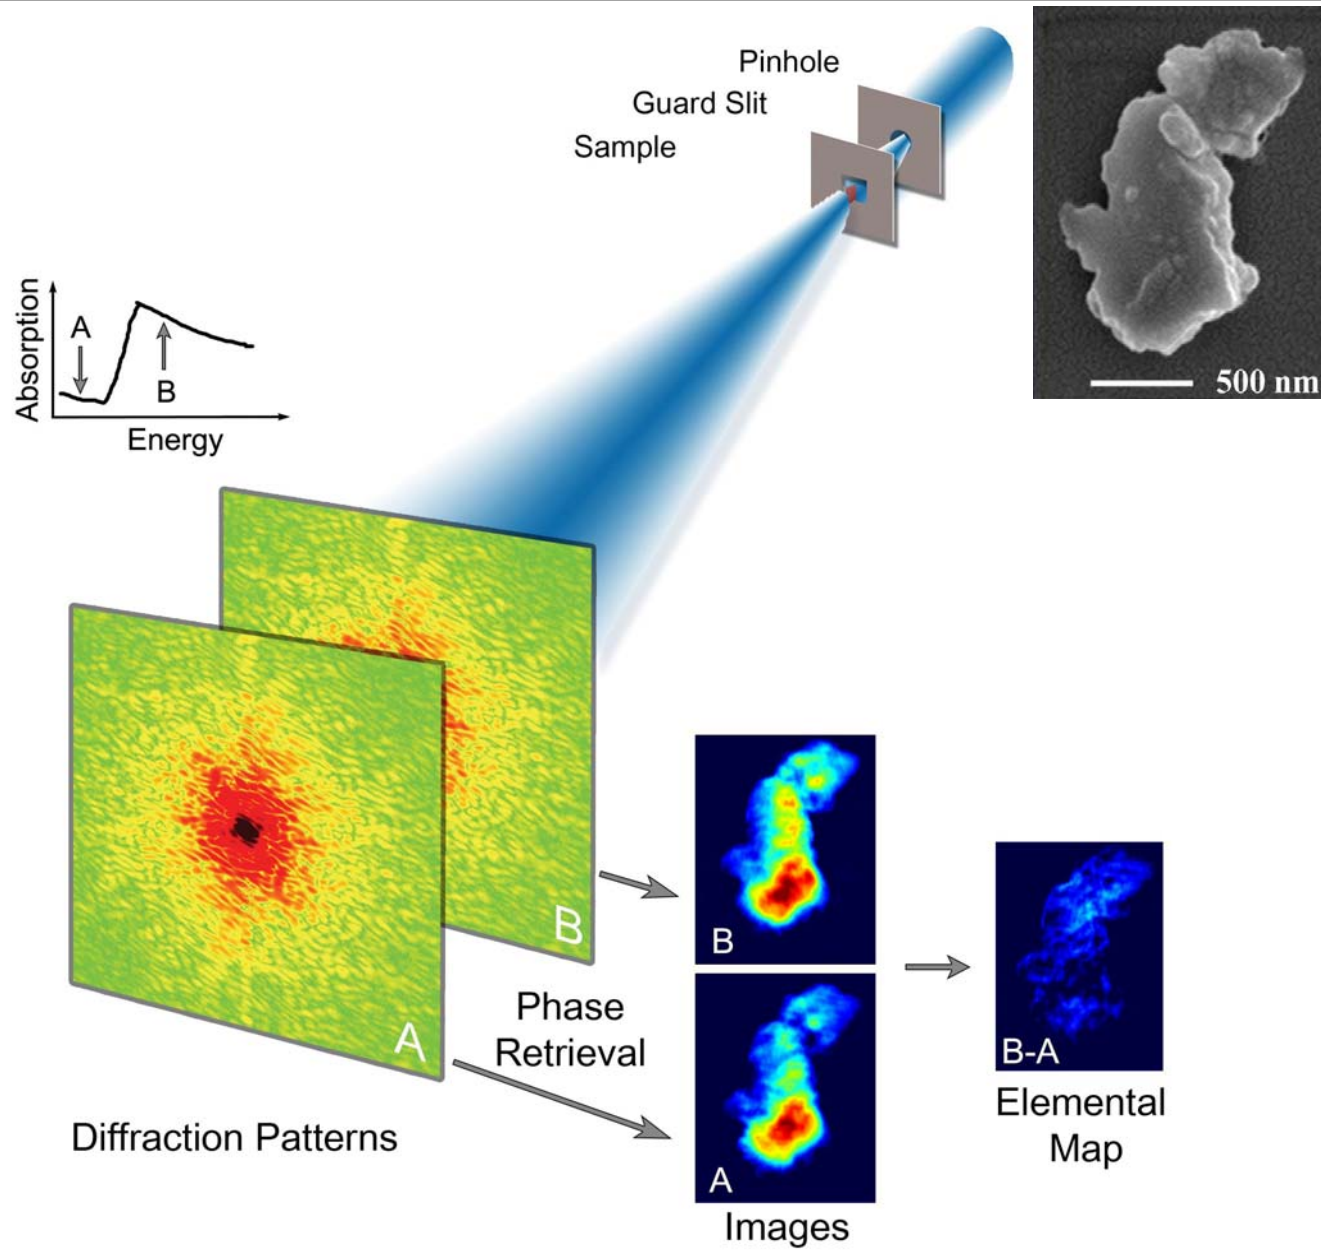 Pinhole
Guard Slit
Sample
500 nm
Absorption
A
B
Energy
B
A
Phase
Retrieval
Diffraction Patterns
B
A
Images
B-A
Elemental
Map